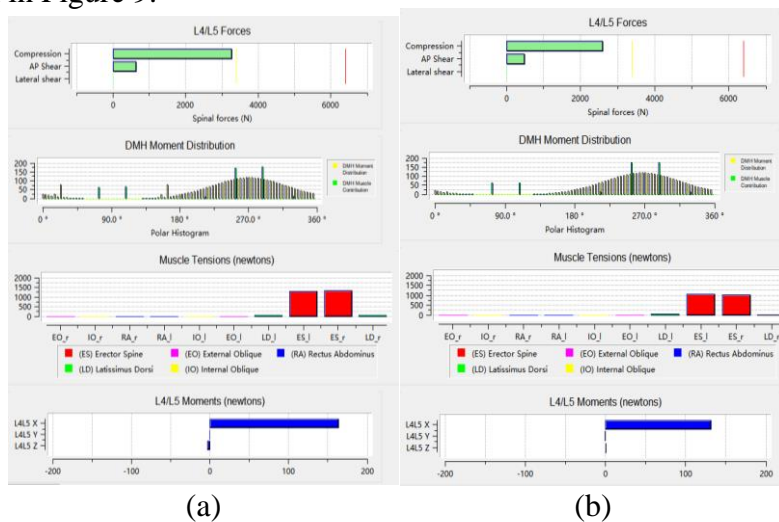 in Figure 9.
L4/L5 Forces
Compression
AP Shear
Lateral shear
0 2000 4000 6000
Spinal forces (N)
DMH Moment Distribution
200
150
100
50
0
DMH Moment
Distribution
DMH Muscle
Contribution
0 ° 90.0 ° 180 ° 270.0 ° 360 °
Polar Histogram
Muscle Tensions (newtons)
2000
1500
1000
500
0
EO_r IO_r RA_r RA_l IO_l EO_l LD_l ES_l ES_r LD_r
(ES) Erector Spine (EO) External Oblique (RA) Rectus Abdominus
(LD) Latissimus Dorsi (IO) Internal Oblique
L4/L5 Moments (newtons)
L4L5 X
L4L5 Y
L4L5 Z
-200 -100 0 100 200
(a)
L4/L5 Forces
Compression
AP Shear
Lateral shear
0 2000 4000 6000
Spinal forces (N)
DMH Moment Distribution
200
150
100
50
0
DMH Moment
Distribution
DMH Muscle
Contribution
0 ° 90.0 ° 180 ° 270.0 ° 360 °
Polar Histogram
Muscle Tensions (newtons)
2000
1500
1000
500
0
EO_r IO_r RA_r RA_l IO_l EO_l LD_l ES_l ES_r LD_r
(ES) Erector Spine (EO) External Oblique (RA) Rectus Abdominus
(LD) Latissimus Dorsi (IO) Internal Oblique
L4/L5 Moments (newtons)
L4L5 X
L4L5 Y
L4L5 Z
-200 -100 0 100 200
(b)